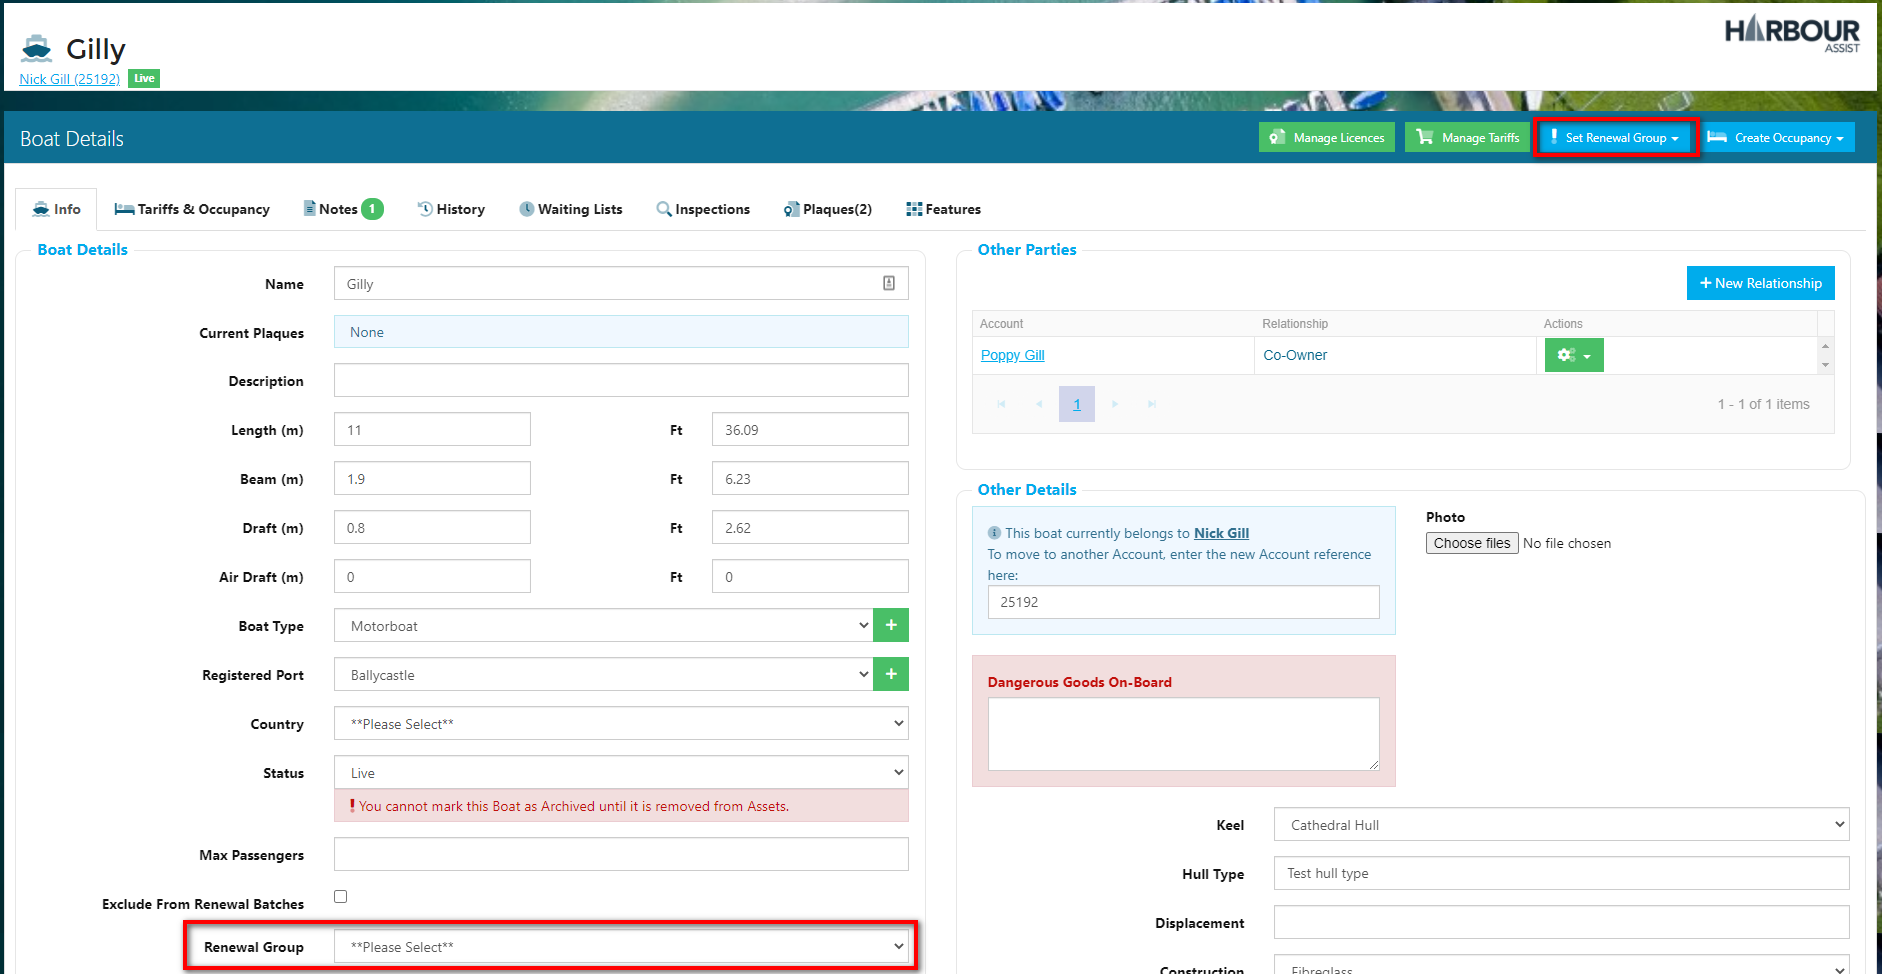 Gilly
Nick Gill (25192) Live
HARBOUR
ASSIST
Boat Details
Manage Licences
Manage Tariffs
Set Renewal Group
Create Occupancy
Info
Tariffs & Occupancy
Notes 1
History
Waiting Lists
Inspections
Plaques(2)
Features
Boat Details
Name Gilly
Current Plaques None
Description
Length (m) 11 Ft 36.09
Beam (m) 1.9 Ft 6.23
Draft (m) 0.8 Ft 2.62
Air Draft (m) 0 Ft 0
Boat Type Motorboat +
Registered Port Ballycastle +
Country **Please Select**
Status Live
! You cannot mark this Boat as Archived until it is removed from Assets.
Max Passengers
Exclude From Renewal Batches
Renewal Group **Please Select**
Other Parties
+ New Relationship
Account Relationship Actions
Poppy Gill Co-Owner
1 1 - 1 of 1 items
Other Details
This boat currently belongs to Nick Gill
To move to another Account, enter the new Account reference
here:
25192
Photo
Choose files No file chosen
Dangerous Goods On-Board
Keel Cathedral Hull
Hull Type Test hull type
Displacement
Construction Fibreglass